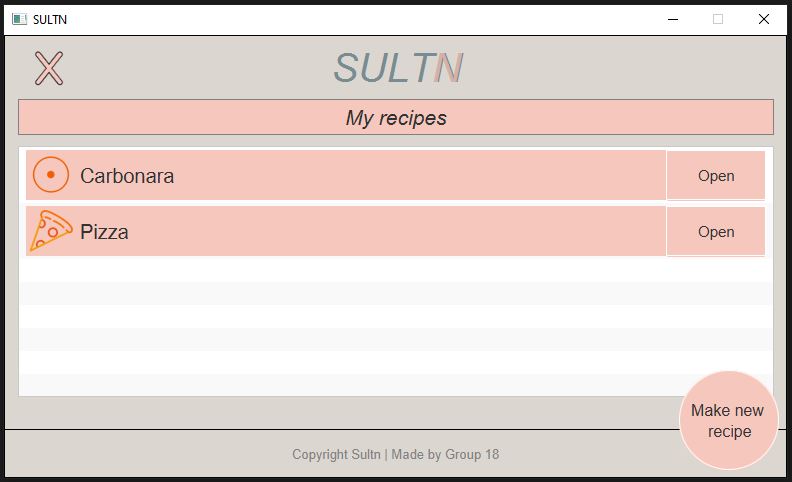 SULTN
X
SULTN
My recipes
Carbonara
Open
Pizza
Open
Make new
recipe
Copyright Sultn | Made by Group 18